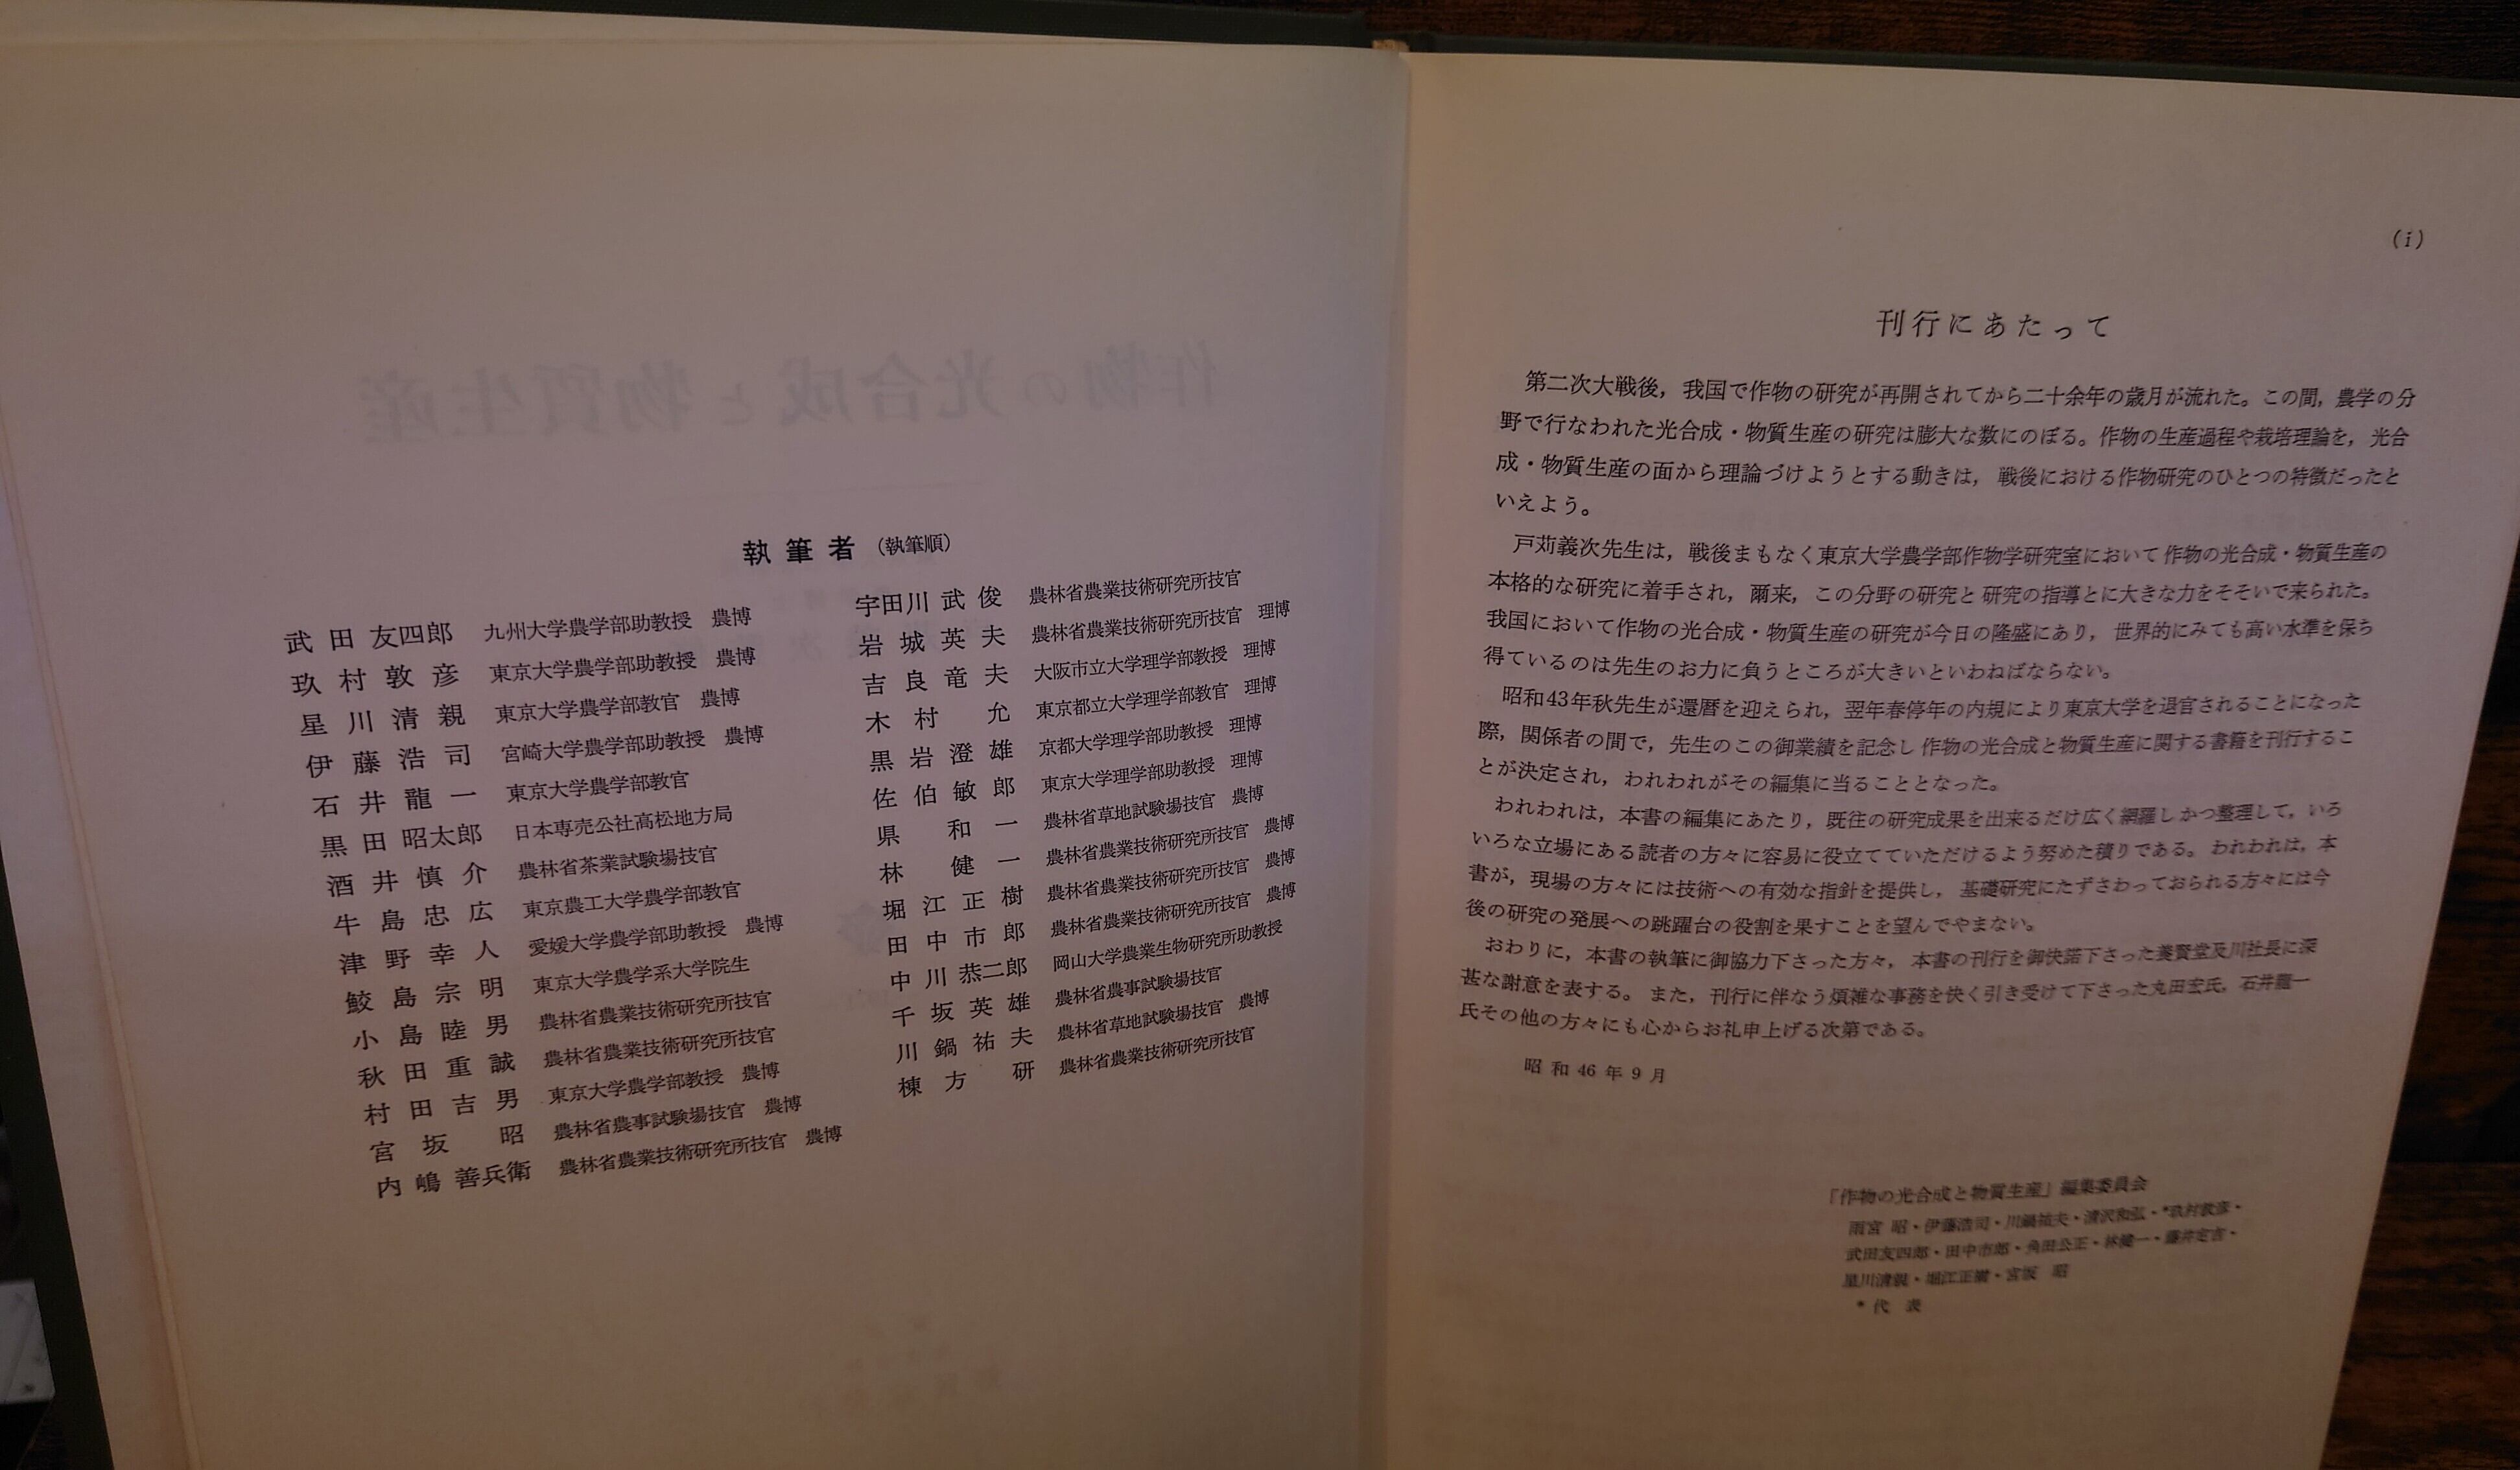 執筆者（執筆順）
武田友四郎 九州大学農学部助教授 農博
玖村敦彦 東京大学農学部助教授 農博
星川清親 東京大学農学部教官 農博
伊藤浩司 宮崎大学農学部助教授 農博
石井龍一 東京大学農学部教官
黒田昭太郎 日本専売公社高松地方局
酒井慎介 農林省茶業試験場技官
牛島忠広 東京農工大学農学部教官
津野幸人 愛媛大学農学部助教授 農博
鮫島宗明 東京大学農学系大学院生
小島睦男 農林省農業技術研究所技官
秋田重誠 農林省農業技術研究所技官
村田吉男 東京大学農学部教授 農博
宮坂昭 農林省農事試験場技官 農博
内嶋善兵衛 農林省農業技術研究所技官 農博
宇田川武俊 農林省農業技術研究所技官
岩城英夫 農林省農業技術研究所技官 理博
吉良竜夫 大阪市立大学理学部教授 理博
木村允 東京都立大学理学部教官 理博
黒岩澄雄 京都大学理学部助教授 理博
佐伯敏郎 東京大学理学部助教授 理博
県和一 農林省草地試験場技官 農博
林健一 農林省農業技術研究所技官 農博
堀江正樹 農林省農業技術研究所技官 農博
田中市郎 農林省農業技術研究所技官 農博
中川恭二郎 岡山大学農業生物研究所助教授
千坂英雄 農林省農事試験場技官
川鍋祐夫 農林省草地試験場技官 農博
棟方研 農林省農業技術研究所技官
(i)
刊行にあたって
第二次大戦後，我国で作物の研究が再開されてから二十余年の歳月が流れた。この間，農学の分
野で行なわれた光合成・物質生産の研究は膨大な数にのぼる。作物の生産過程や栽培理論を，光合
成・物質生産の面から理論づけようとする動きは，戦後における作物研究のひとつの特徴だったと
いえよう。
戸苅義次先生は，戦後まもなく東京大学農学部作物学研究室において作物の光合成・物質生産の
本格的な研究に着手され，爾来，この分野の研究と研究の指導とに大きな力をそそいで来られた。
我国において作物の光合成・物質生産の研究が今日の隆盛にあり，世界的にみても高い水準を保ち
得ているのは先生のお力に負うところが大きいといわねばならない。
昭和43年秋先生が還暦を迎えられ，翌年春停年の内規により東京大学を退官されることになった
際，関係者の間で，先生のこの御業績を記念し作物の光合成と物質生産に関する書籍を刊行するこ
とが決定され，われわれがその編集に当ることとなった。
われわれは，本書の編集にあたり，既往の研究成果を出来るだけ広く網羅しかつ整理して，いろ
いろな立場にある読者の方々に容易に役立てていただけるよう努めた積りである。われわれは，本
書が，現場の方々には技術への有効な指針を提供し，基礎研究にたずさわっておられる方々には今
後の研究の発展への跳躍台の役割を果すことを望んでやまない。
おわりに，本書の執筆に御協力下さった方々，本書の刊行を御快諾下さった養賢堂及川社長に深
甚な謝意を表する。また，刊行に伴なう煩雑な事務を快く引き受けて下さった丸田宏氏，石井龍一
氏その他の方々にも心からお礼申上げる次第である。
昭和46年9月
「作物の光合成と物質生産」編集委員会
雨宮 昭・伊藤浩司・川鍋祐夫・清沢和弘・*玖村敦彦・
武田友四郎・田中市郎・角田公正・林健一・藤井定吉・
星川清親・堀江正樹・宮坂 昭
*代表